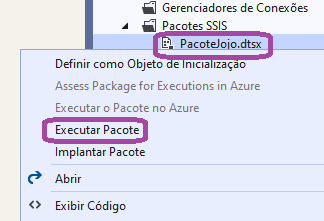 Gerenciadores de Conexões
Pacotes SSIS
PacoteJojo.dtsx
Definir como Objeto de Inicialização
Assess Package for Executions in Azure
Executar o Pacote no Azure
Executar Pacote
Implantar Pacote
Abrir
Exibir Código